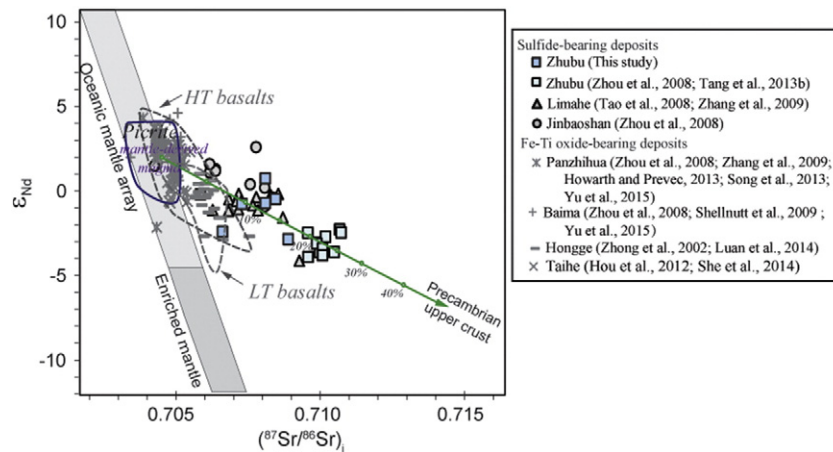 10
5
0
-5
-10
εNd
0.705
0.710
0.715
(87Sr/86Sr)i
Oceanic mantle array
Enriched mantle
HT basalts
Picrite
mantle-derived
magma
LT basalts
10%
20%
30%
40%
Precambrian
upper crust
Sulfide-bearing deposits
Zhubu (This study)
Zhubu (Zhou et al., 2008; Tang et al., 2013b)
Limahe (Tao et al., 2008; Zhang et al., 2009)
Jinbaoshan (Zhou et al., 2008)
Fe-Ti oxide-bearing deposits
Panzhihua (Zhou et al., 2008; Zhang et al., 2009;
Howarth and Prevec, 2013; Song et al., 2013;
Yu et al., 2015)
Baima (Zhou et al., 2008; Shellnutt et al., 2009 ;
Yu et al., 2015)
Hongge (Zhong et al., 2002; Luan et al., 2014)
Taihe (Hou et al., 2012; She et al., 2014)